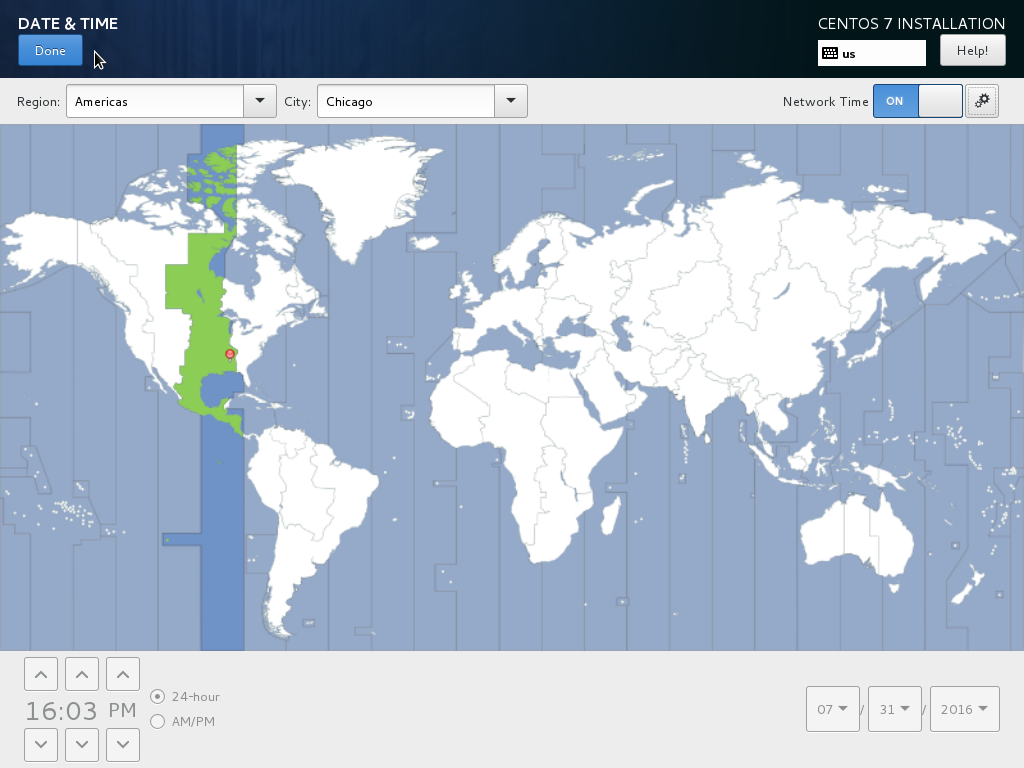 DATE & TIME
CENTOS 7 INSTALLATION
Done
us
Help!
Region:
Americas
City:
Chicago
Network Time
ON
16:03 PM
24-hour
AM/PM
07 / 31 / 2016